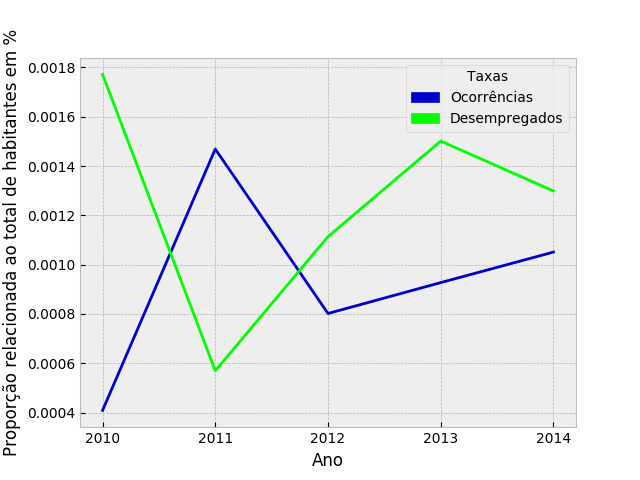 Proporção relacionada ao total de habitantes em %
0.0018
0.0016
0.0014
0.0012
0.0010
0.0008
0.0006
0.0004
Taxas
Ocorrências
Desempregados
2010 2011 2012 2013 2014
Ano